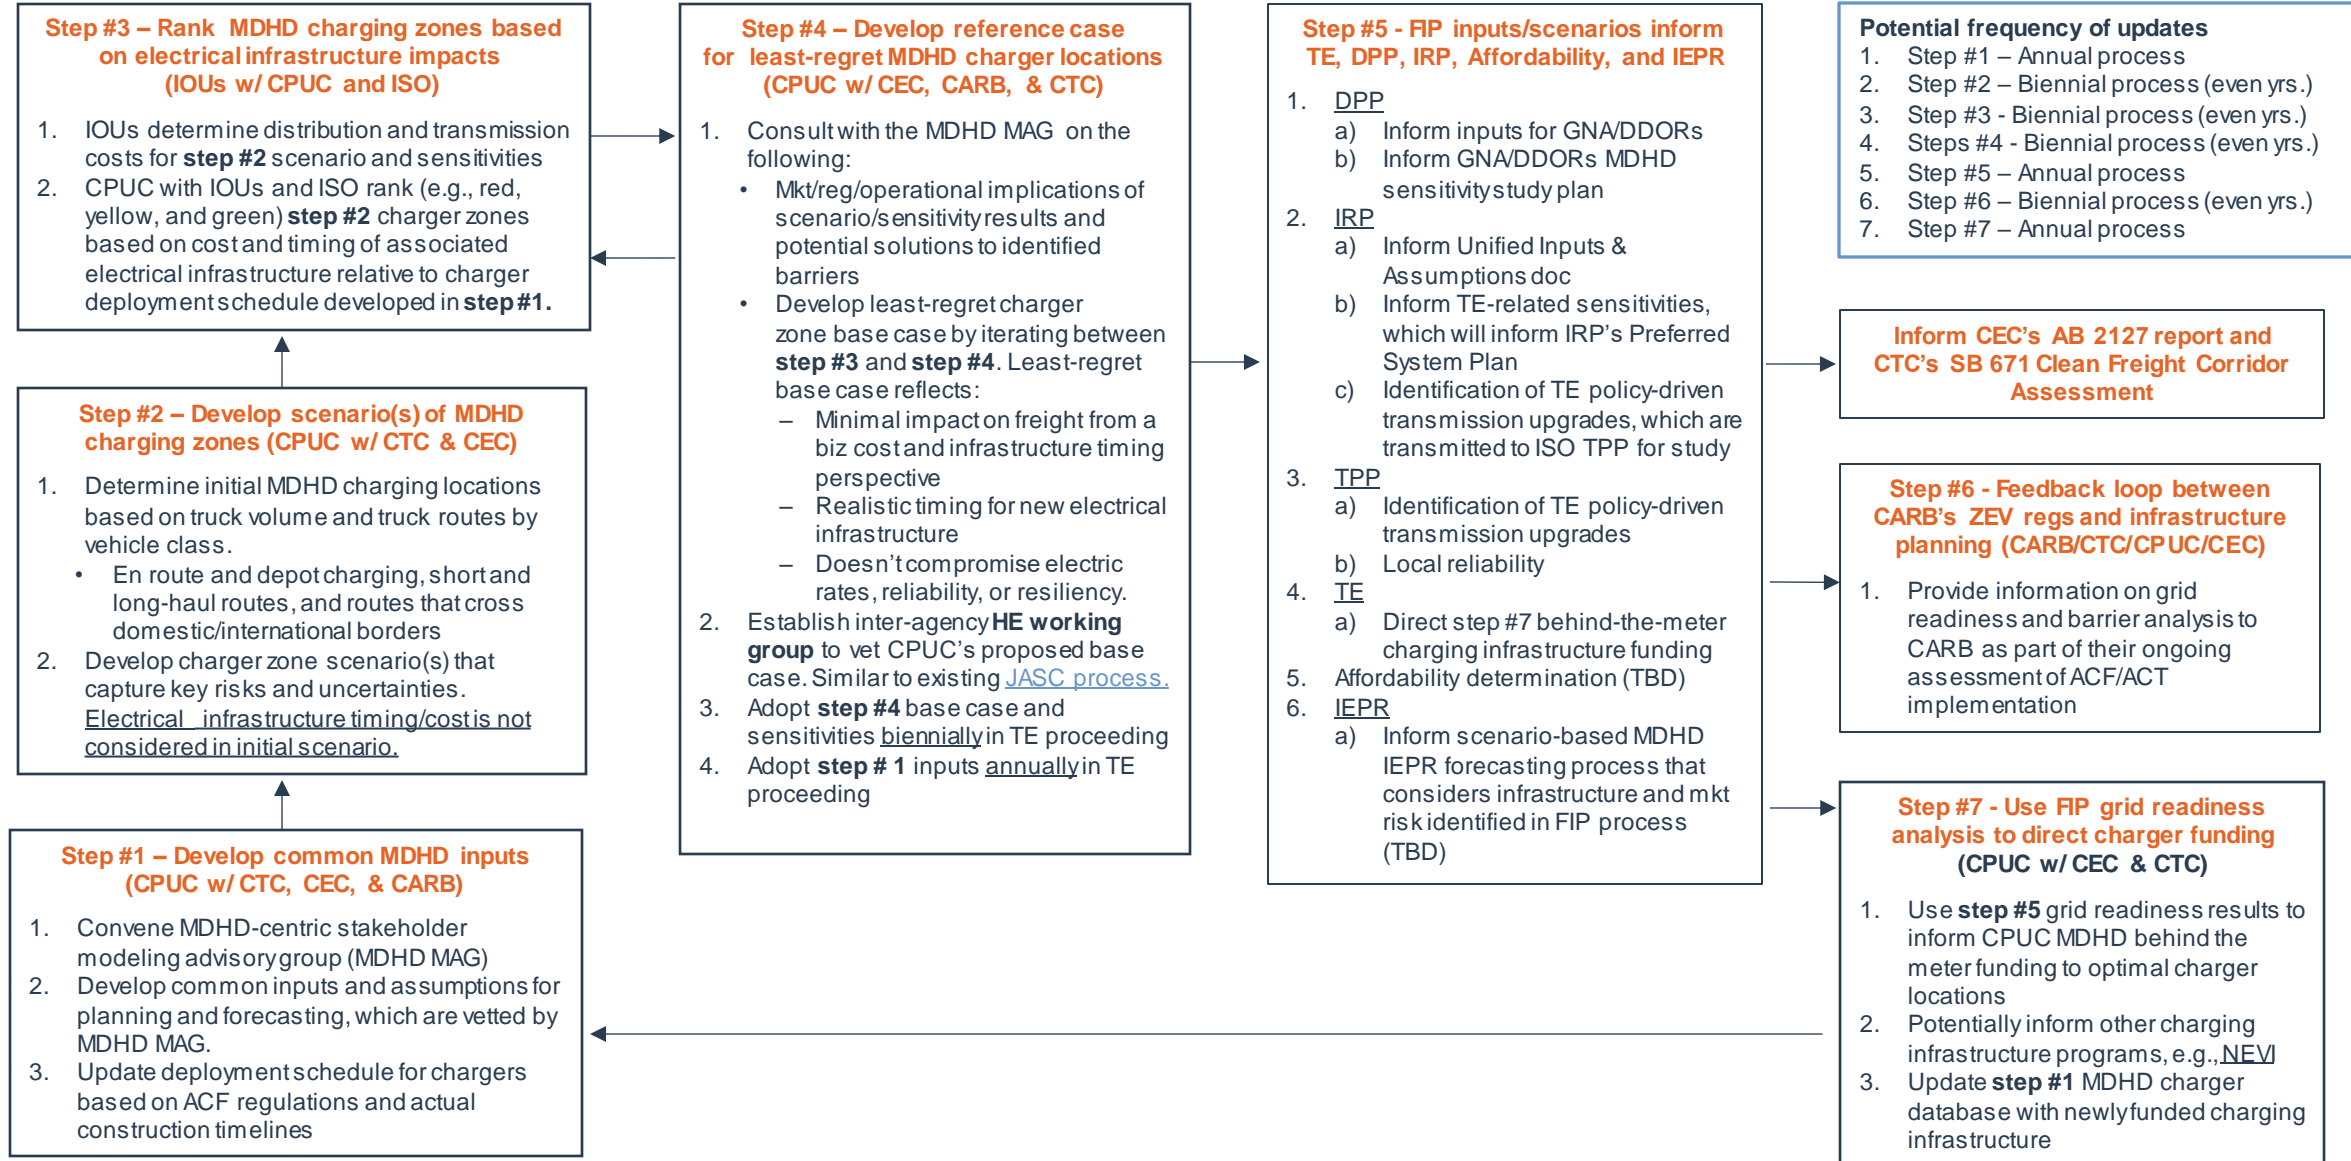 Step #3 – Rank MDHD charging zones based
on electrical infrastructure impacts
(IOUs w/ CPUC and ISO)
1. IOUs determine distribution and transmission
costs for step #2 scenario and sensitivities
2. CPUC with IOUs and ISO rank (e.g., red,
yellow, and green) step #2 charger zones
based on cost and timing of associated
electrical infrastructure relative to charger
deployment schedule developed in step #1.
Step #2 – Develop scenario(s) of MDHD
charging zones (CPUC w/ CTC & CEC)
1. Determine initial MDHD charging locations
based on truck volume and truck routes by
vehicle class.
• En route and depot charging, short and
long-haul routes, and routes that cross
domestic/international borders
2. Develop charger zone scenario(s) that
capture key risks and uncertainties.
Electrical infrastructure timing/cost is not
considered in initial scenario.
Step #1 – Develop common MDHD inputs
(CPUC w/ CTC, CEC, & CARB)
1. Convene MDHD-centric stakeholder
modeling advisory group (MDHD MAG)
2. Develop common inputs and assumptions for
planning and forecasting, which are vetted by
MDHD MAG.
3. Update deployment schedule for chargers
based on ACF regulations and actual
construction timelines
Step #4 – Develop reference case
for least-regret MDHD charger locations
(CPUC w/ CEC, CARB, & CTC)
1. Consult with the MDHD MAG on the
following:
• Mkt/reg/operational implications of
scenario/sensitivity results and
potential solutions to identified
barriers
• Develop least-regret charger
zone base case by iterating between
step #3 and step #4. Least-regret
base case reflects:
– Minimal impact on freight from a
biz cost and infrastructure timing
perspective
– Realistic timing for new electrical
infrastructure
– Doesn't compromise electric
rates, reliability, or resiliency.
2. Establish inter-agency HE working
group to vet CPUC's proposed base
case. Similar to existing JASC process.
3. Adopt step #4 base case and
sensitivities biennially in TE proceeding
4. Adopt step # 1 inputs annually in TE
proceeding
Step #5 - FIP inputs/scenarios inform
TE, DPP, IRP, Affordability, and IEPR
1. DPP
a) Inform inputs for GNA/DDORs
b) Inform GNA/DDORs MDHD
sensitivity study plan
2. IRP
a) Inform Unified Inputs &
Assumptions doc
b) Inform TE-related sensitivities,
which will inform IRP's Preferred
System Plan
c) Identification of TE policy-driven
transmission upgrades, which are
transmitted to ISO TPP for study
3. TPP
a) Identification of TE policy-driven
transmission upgrades
b) Local reliability
4. TE
a) Direct step #7 behind-the-meter
charging infrastructure funding
5. Affordability determination (TBD)
6. IEPR
a) Inform scenario-based MDHD
IEPR forecasting process that
considers infrastructure and mkt
risk identified in FIP process
(TBD)
Potential frequency of updates
1. Step #1 – Annual process
2. Step #2 – Biennial process (even yrs.)
3. Step #3 - Biennial process (even yrs.)
4. Steps #4 - Biennial process (even yrs.)
5. Step #5 – Annual process
6. Step #6 – Biennial process (even yrs.)
7. Step #7 – Annual process
Inform CEC's AB 2127 report and
CTC's SB 671 Clean Freight Corridor
Assessment
Step #6 - Feedback loop between
CARB's ZEV regs and infrastructure
planning (CARB/CTC/CPUC/CEC)
1. Provide information on grid
readiness and barrier analysis to
CARB as part of their ongoing
assessment of ACF/ACT
implementation
Step #7 - Use FIP grid readiness
analysis to direct charger funding
(CPUC w/ CEC & CTC)
1. Use step #5 grid readiness results to
inform CPUC MDHD behind the
meter funding to optimal charger
locations
2. Potentially inform other charging
infrastructure programs, e.g., NEVI
3. Update step #1 MDHD charger
database with newly funded charging
infrastructure